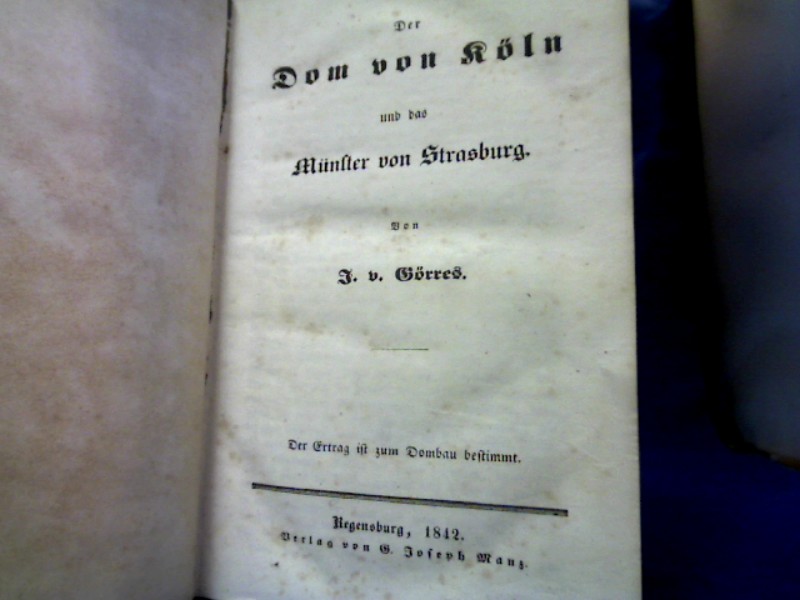 Der
Dom von Köln
und das
Münster von Strasburg.
Von
J. v. Görres.
Der Ertrag ist zum Dombau bestimmt.
Regensburg, 1842.
Verlag von G. Joseph Manz.